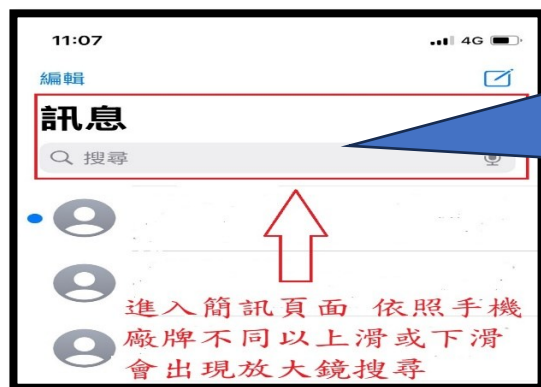 11:07
4G
編輯
訊息
搜尋
進入簡訊頁面 依照手機
廠牌不同以上滑或下滑
會出現放大鏡搜尋